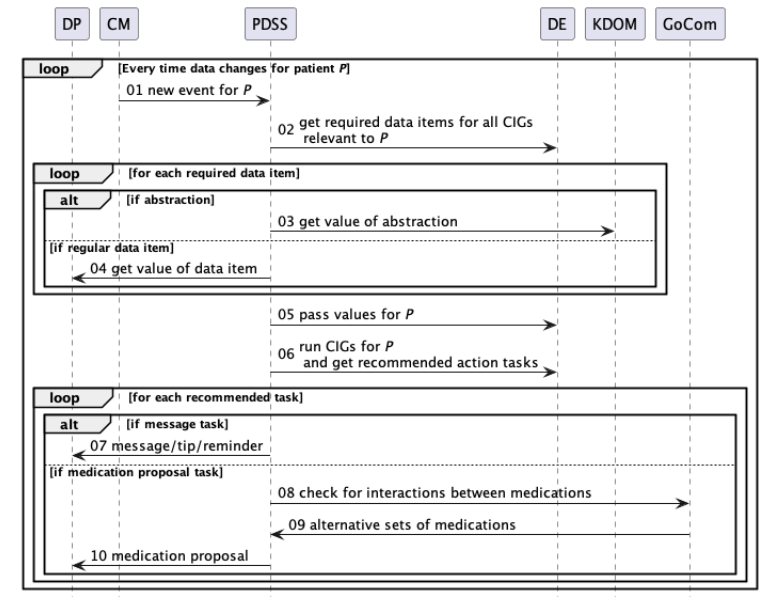 DP CM PDSS DE KDOM GoCom
loop [Every time data changes for patient P]
01 new event for P
02 get required data items for all CIGs
relevant to P
loop [for each required data item]
alt [if abstraction]
03 get value of abstraction
[if regular data item]
04 get value of data item
05 pass values for P
06 run CIGs for P
and get recommended action tasks
loop [for each recommended task]
alt [if message task]
07 message/tip/reminder
[if medication proposal task]
08 check for interactions between medications
09 alternative sets of medications
10 medication proposal